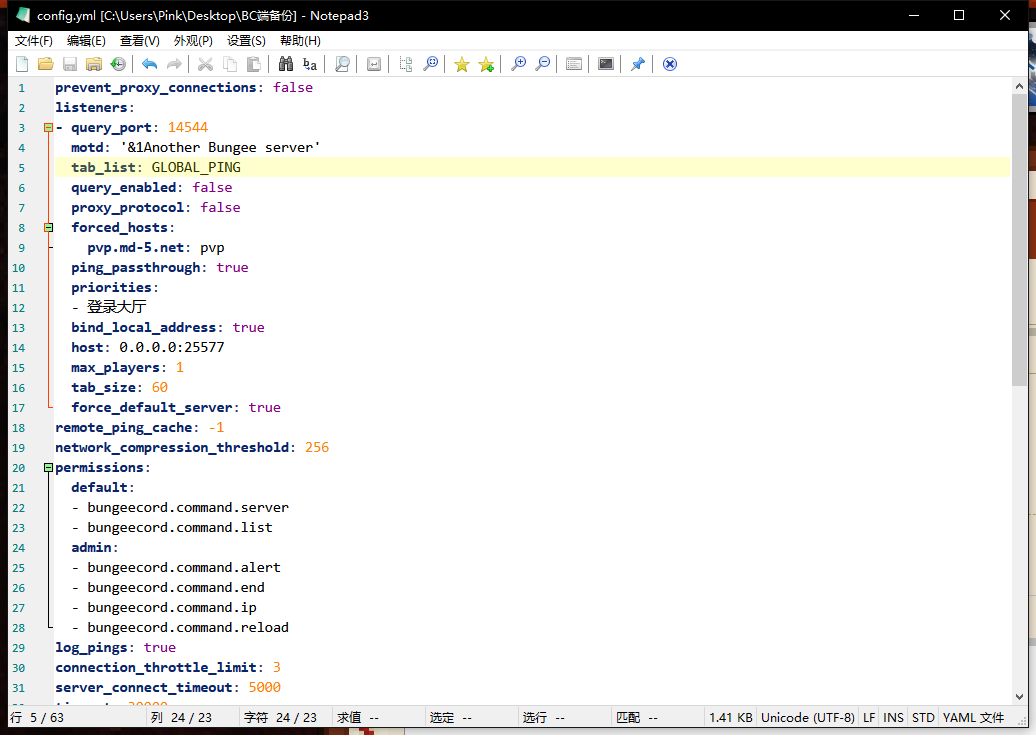 config.yml [C:\Users\Pink\Desktop\BC端备份] - Notepad3
文件(F) 编辑(E) 查看(V) 外观(P) 设置(S) 帮助(H)
1 prevent_proxy_connections: false
2 listeners:
3 - query_port: 14544
4 motd: '&1Another Bungee server'
5 tab_list: GLOBAL_PING
6 query_enabled: false
7 proxy_protocol: false
8 forced_hosts:
9 pvp.md-5.net: pvp
10 ping_passthrough: true
11 priorities:
12 - 登录大厅
13 bind_local_address: true
14 host: 0.0.0.0:25577
15 max_players: 1
16 tab_size: 60
17 force_default_server: true
18 remote_ping_cache: -1
19 network_compression_threshold: 256
20 permissions:
21 default:
22 - bungeecord.command.server
23 - bungeecord.command.list
24 admin:
25 - bungeecord.command.alert
26 - bungeecord.command.end
27 - bungeecord.command.ip
28 - bungeecord.command.reload
29 log_pings: true
30 connection_throttle_limit: 3
31 server_connect_timeout: 5000
行 5 / 63 列 24 / 23 字符 24 / 23 求值 -- 选定 -- 选行 -- 匹配 -- 1.41 KB Unicode (UTF-8) LF INS STD YAML 文件